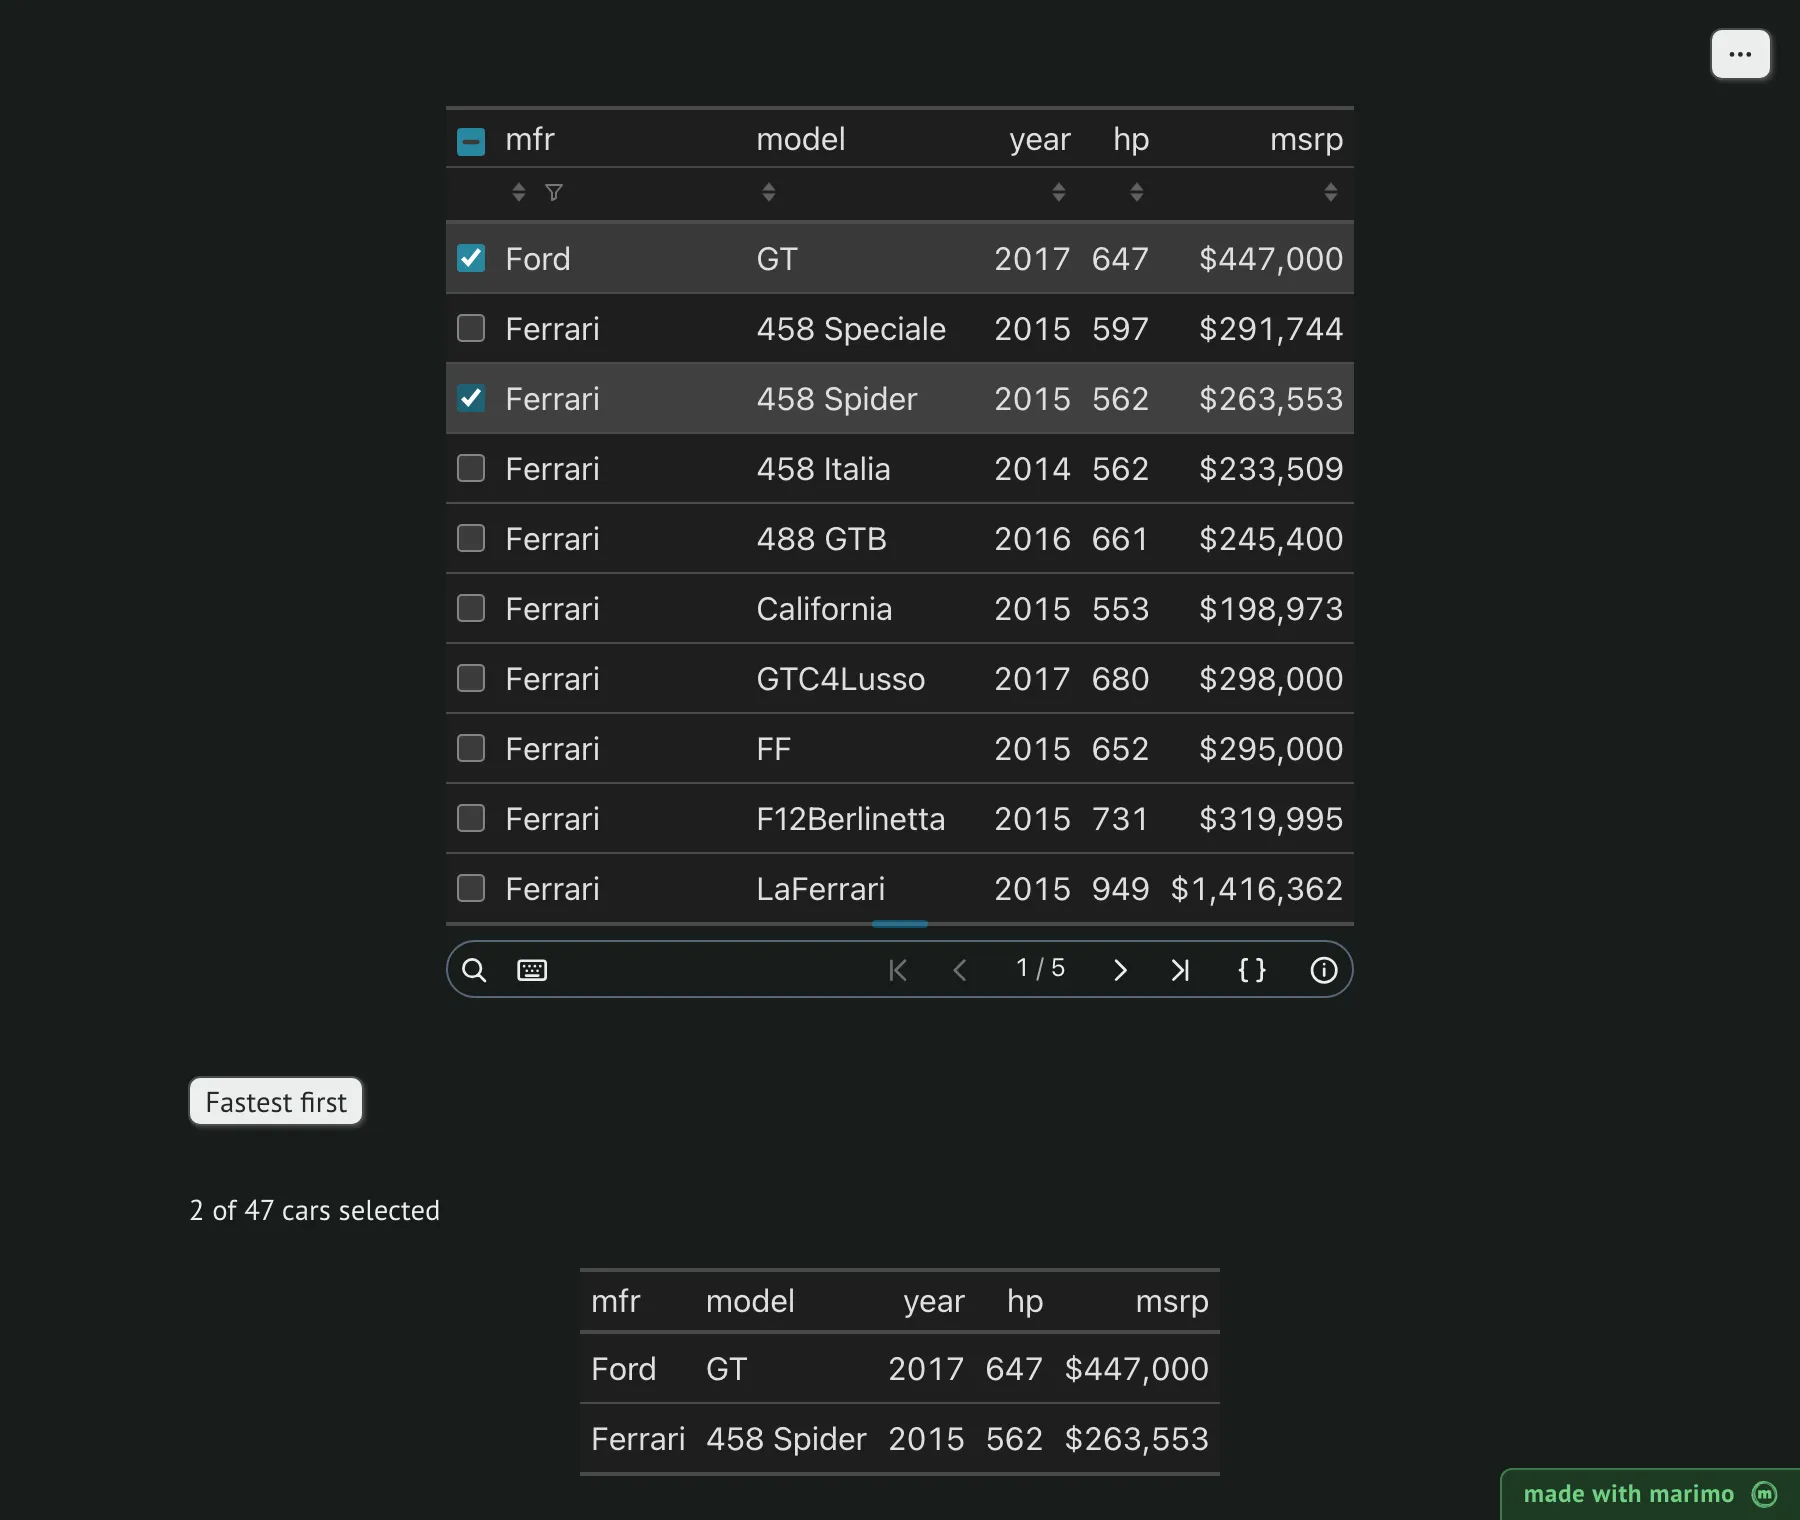 mfr model year hp msrp
Ford GT 2017 647 $447,000
Ferrari 458 Speciale 2015 597 $291,744
Ferrari 458 Spider 2015 562 $263,553
Ferrari 458 Italia 2014 562 $233,509
Ferrari 488 GTB 2016 661 $245,400
Ferrari California 2015 553 $198,973
Ferrari GTC4Lusso 2017 680 $298,000
Ferrari FF 2015 652 $295,000
Ferrari F12Berlinetta 2015 731 $319,995
Ferrari LaFerrari 2015 949 $1,416,362
1 / 5 { }
Fastest first
2 of 47 cars selected
mfr model year hp msrp
Ford GT 2017 647 $447,000
Ferrari 458 Spider 2015 562 $263,553
made with marimo m